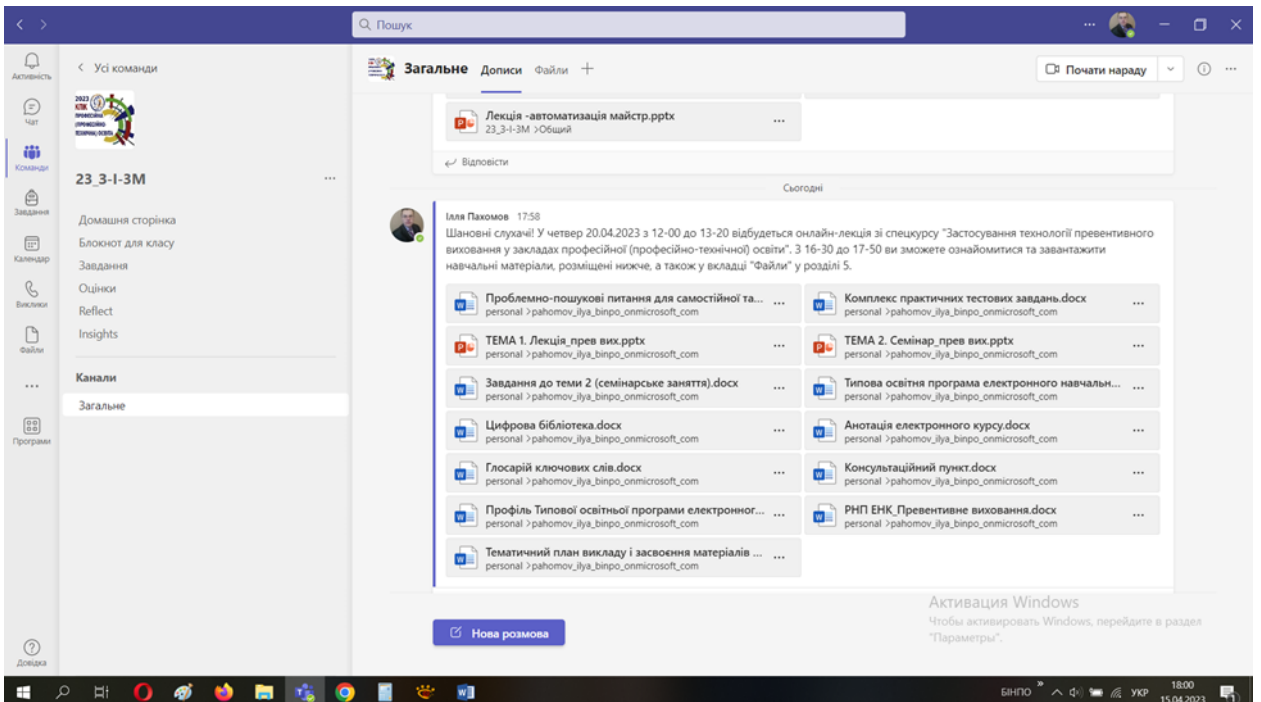 Пошук
Активність
Чат
Команди
Завдання
Календар
Виклики
Файли
Програми
Довідка
Усі команди
2023
КПК
ПРОФЕСІЙНА
(ПРОФЕСІЙНО-
ТЕХНІЧНА) ОСВІТА
23_3-І-3М
Домашня сторінка
Блокнот для класу
Завдання
Оцінки
Reflect
Insights
Канали
Загальне
Загальне Дописи Файли
Почати нараду
Лекція -автоматизація майстр.pptx
23_3-І-3М >Общий
Відповісти
Сьогодні
Ілля Пахомов 17:58
Шановні слухачі! У четвер 20.04.2023 з 12-00 до 13-20 відбудеться онлайн-лекція зі спецкурсу "Застосування технології превентивного
виховання у закладах професійної (професійно-технічної) освіти". З 16-30 до 17-50 ви зможете ознайомитися та завантажити
навчальні матеріали, розміщені нижче, а також у вкладці "Файли" у розділі 5.
Проблемно-пошукові питання для самостійної та...
personal >pahomov_ilya_binpo_onmicrosoft_com
Комплекс практичних тестових завдань.docx
personal >pahomov_ilya_binpo_onmicrosoft_com
ТЕМА 1. Лекція_прев вих.pptx
personal >pahomov_ilya_binpo_onmicrosoft_com
ТЕМА 2. Семінар_прев вих.pptx
personal >pahomov_ilya_binpo_onmicrosoft_com
Завдання до теми 2 (семінарське заняття).docx
personal >pahomov_ilya_binpo_onmicrosoft_com
Типова освітня програма електронного навчальн...
personal >pahomov_ilya_binpo_onmicrosoft_com
Цифрова бібліотека.docx
personal >pahomov_ilya_binpo_onmicrosoft_com
Анотація електронного курсу.docx
personal >pahomov_ilya_binpo_onmicrosoft_com
Глосарій ключових слів.docx
personal >pahomov_ilya_binpo_onmicrosoft_com
Консультаційний пункт.docx
personal >pahomov_ilya_binpo_onmicrosoft_com
Профіль Типової освітньої програми електронног...
personal >pahomov_ilya_binpo_onmicrosoft_com
РНП ЕНК_Превентивне виховання.docx
personal >pahomov_ilya_binpo_onmicrosoft_com
Тематичний план викладу і засвоєння матеріалів ...
personal >pahomov_ilya_binpo_onmicrosoft_com
Нова розмова
Активация Windows
Чтобы активировать Windows, перейдите в раздел
"Параметры".
БІНПО
УКР
18:00
15.04.2023